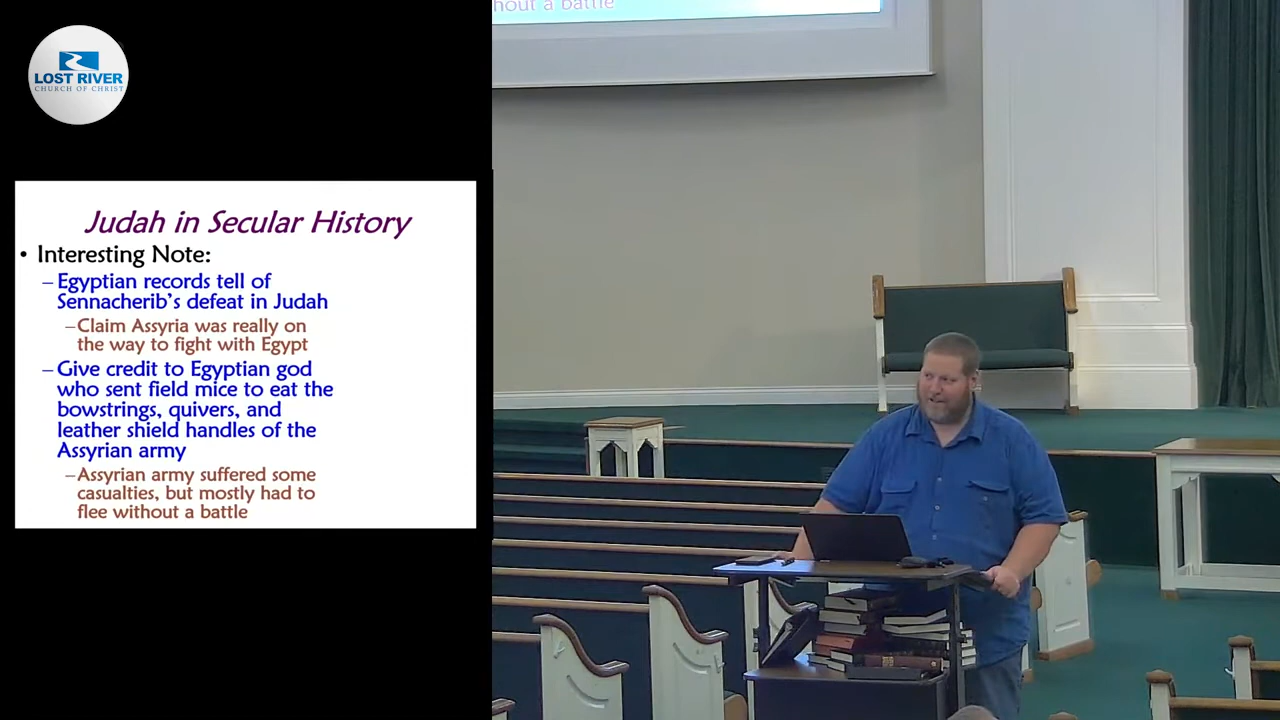 LOST RIVER
CHURCH OF CHRIST
hout a battle
Judah in Secular History
• Interesting Note:
– Egyptian records tell of
Sennacherib's defeat in Judah
– Claim Assyria was really on
the way to fight with Egypt
– Give credit to Egyptian god
who sent field mice to eat the
bowstrings, quivers, and
leather shield handles of the
Assyrian army
– Assyrian army suffered some
casualties, but mostly had to
flee without a battle